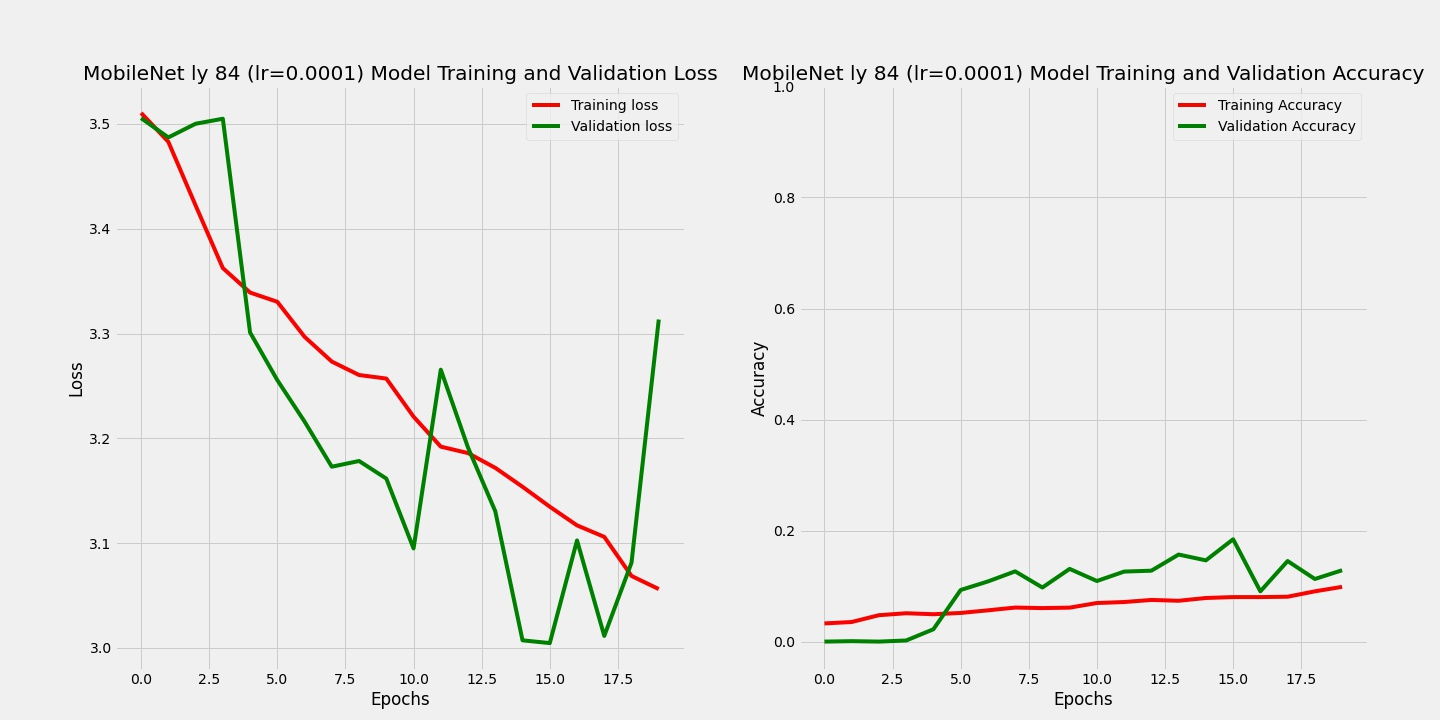 MobileNet ly 84 (lr=0.0001) Model Training and Validation Loss
Training loss
Validation loss
3.5
3.4
3.3
3.2
3.1
3.0
Loss
0.0 2.5 5.0 7.5 10.0 12.5 15.0 17.5
Epochs
MobileNet ly 84 (lr=0.0001) Model Training and Validation Accuracy
Training Accuracy
Validation Accuracy
1.0
0.8
0.6
0.4
0.2
0.0
Accuracy
0.0 2.5 5.0 7.5 10.0 12.5 15.0 17.5
Epochs